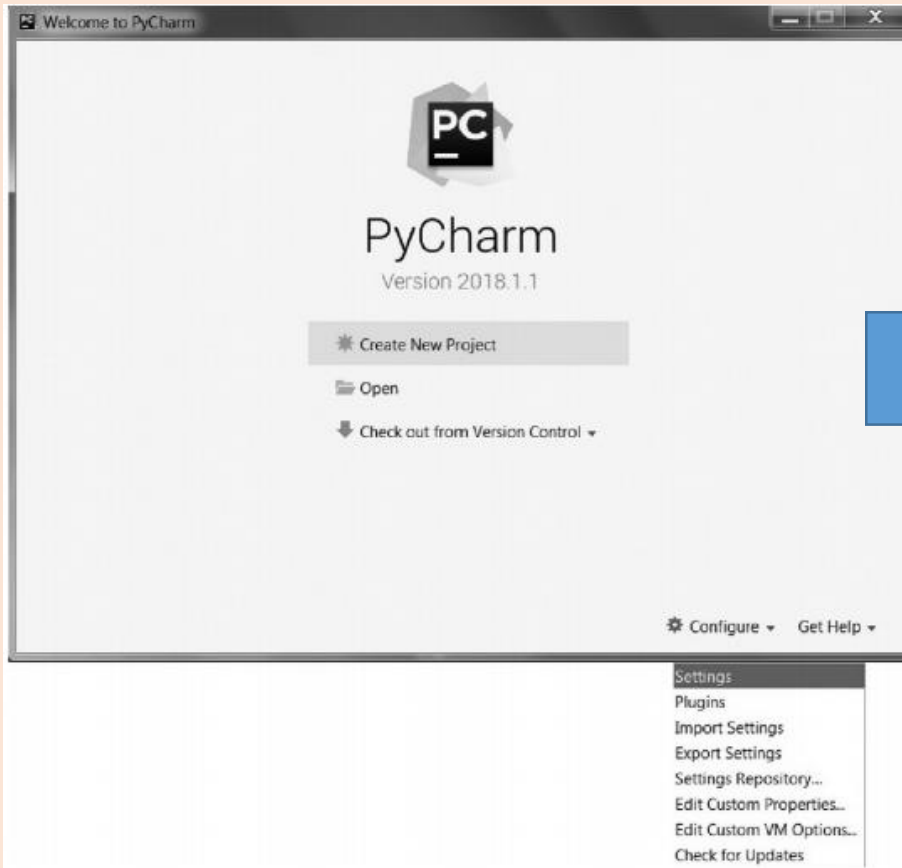 Welcome to PyCharm
PC
PyCharm
Version 2018.1.1
Create New Project
Open
Check out from Version Control
Configure Get Help
Settings
Plugins
Import Settings
Export Settings
Settings Repository...
Edit Custom Properties...
Edit Custom VM Options...
Check for Updates